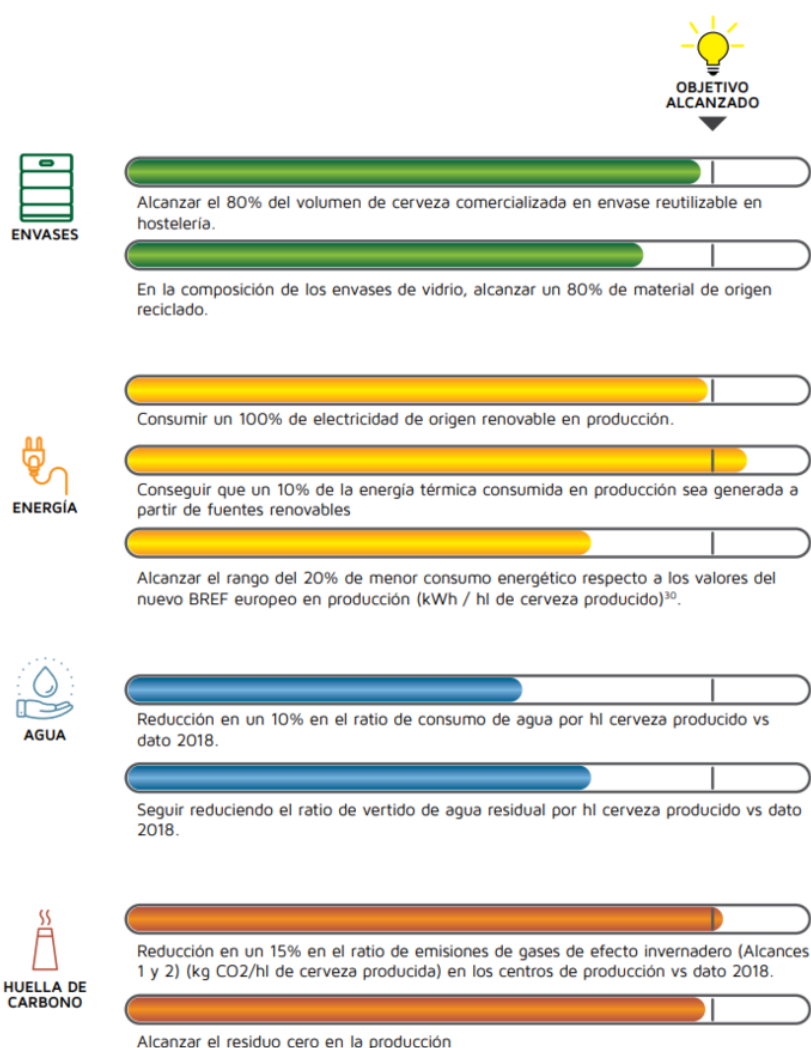 OBJETIVO
ALCANZADO
ENVASES
Alcanzar el 80% del volumen de cerveza comercializada en envase reutilizable en
hostelería.
En la composición de los envases de vidrio, alcanzar un 80% de material de origen
reciclado.
ENERGÍA
Consumir un 100% de electricidad de origen renovable en producción.
Conseguir que un 10% de la energía térmica consumida en producción sea generada a
partir de fuentes renovables
Alcanzar el rango del 20% de menor consumo energético respecto a los valores del
nuevo BREF europeo en producción (kWh / hl de cerveza producido)³⁰.
AGUA
Reducción en un 10% en el ratio de consumo de agua por hl cerveza producido vs
dato 2018.
Seguir reduciendo el ratio de vertido de agua residual por hl cerveza producido vs dato
2018.
HUELLA DE
CARBONO
Reducción en un 15% en el ratio de emisiones de gases de efecto invernadero (Alcances
1 y 2) (kg CO2/hl de cerveza producida) en los centros de producción vs dato 2018.
Alcanzar el residuo cero en la producción